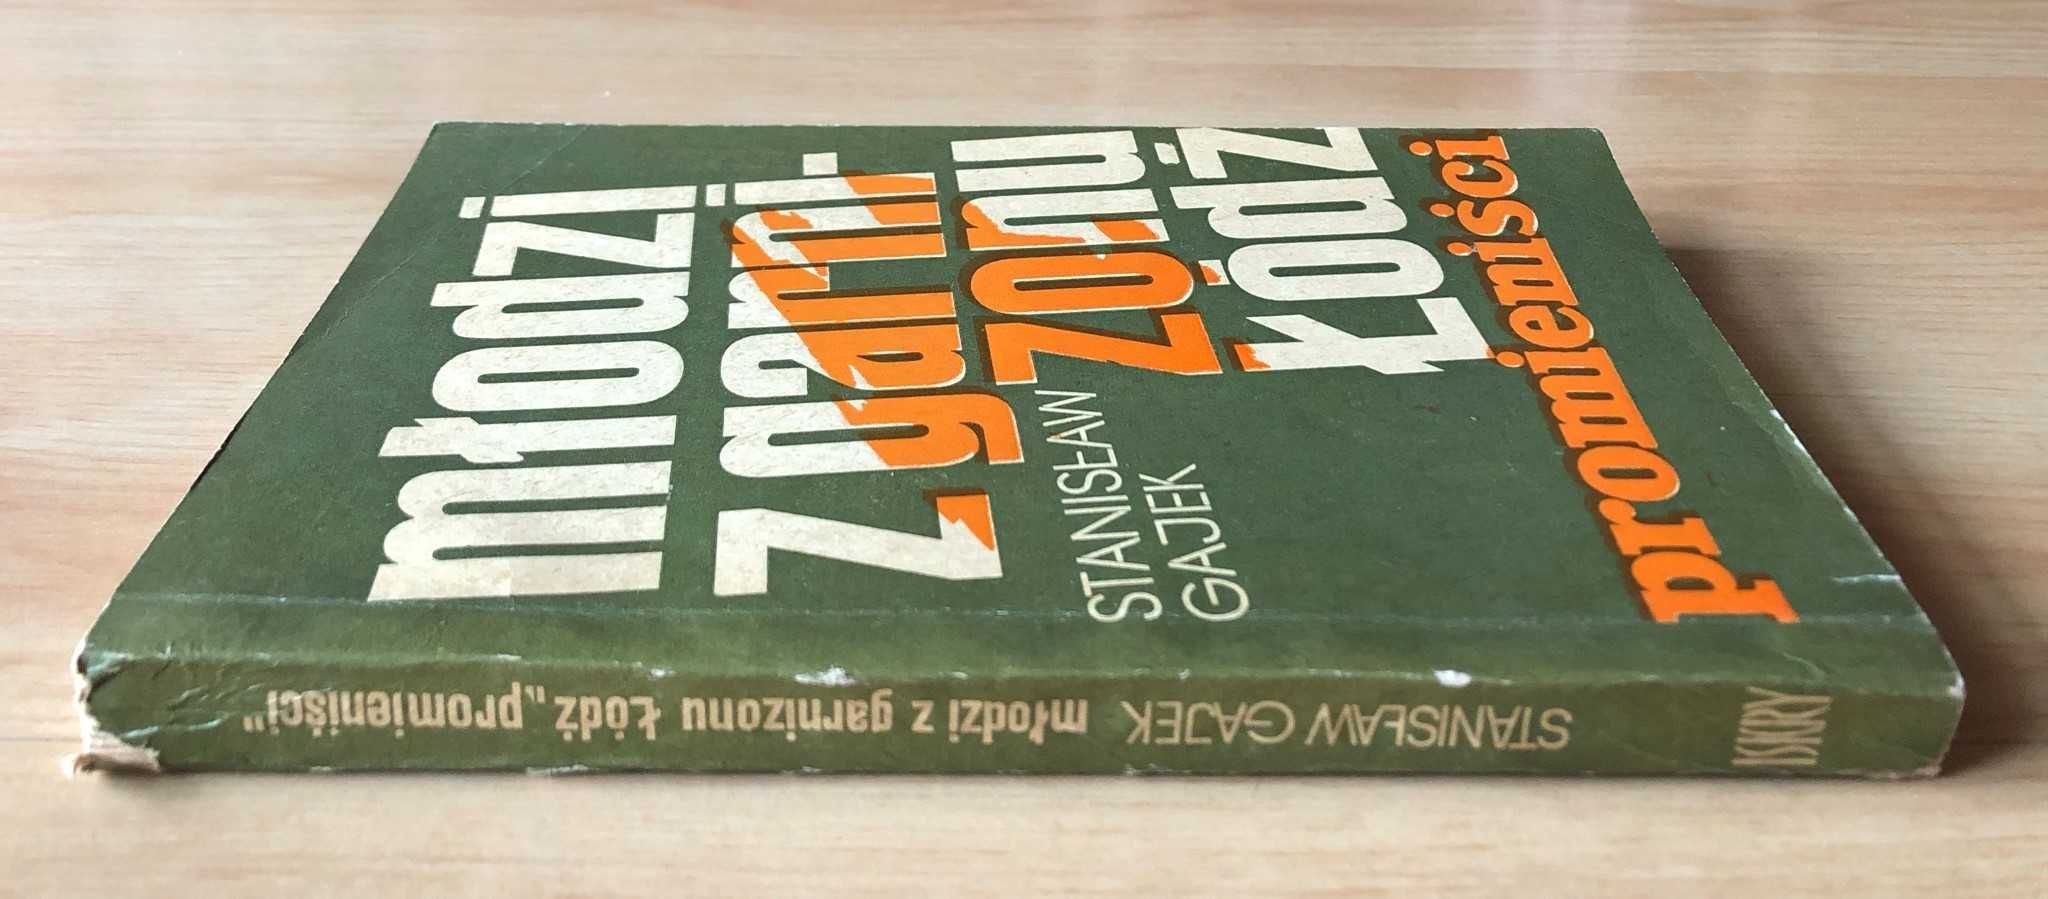 młodzi
z garni-
zonu
Łódź
STANISŁAW
GAJEK
promieniści
STANISŁAW GAJEK młodzi z garnizonu Łódź „promieniści”
ISKRY